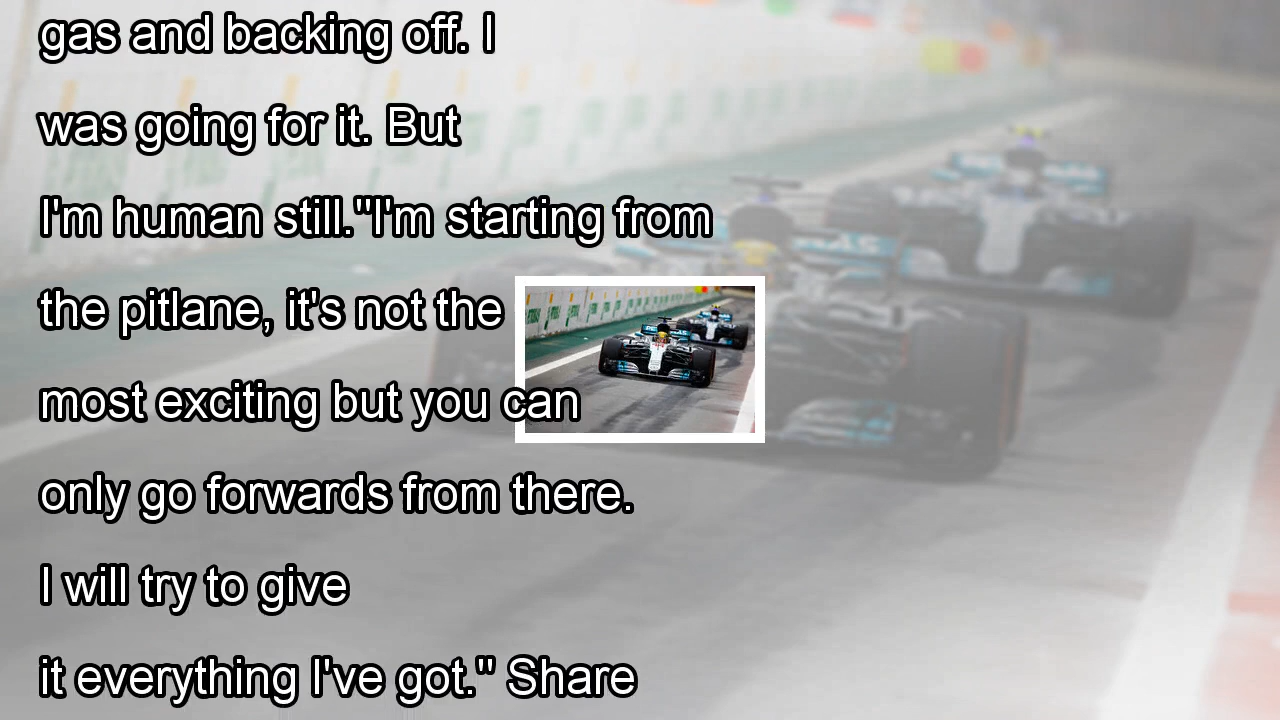 gas and backing off. I
was going for it. But
I'm human still."I'm starting from
the pitlane, it's not the
most exciting but you can
only go forwards from there.
I will try to give
it everything I've got." Share